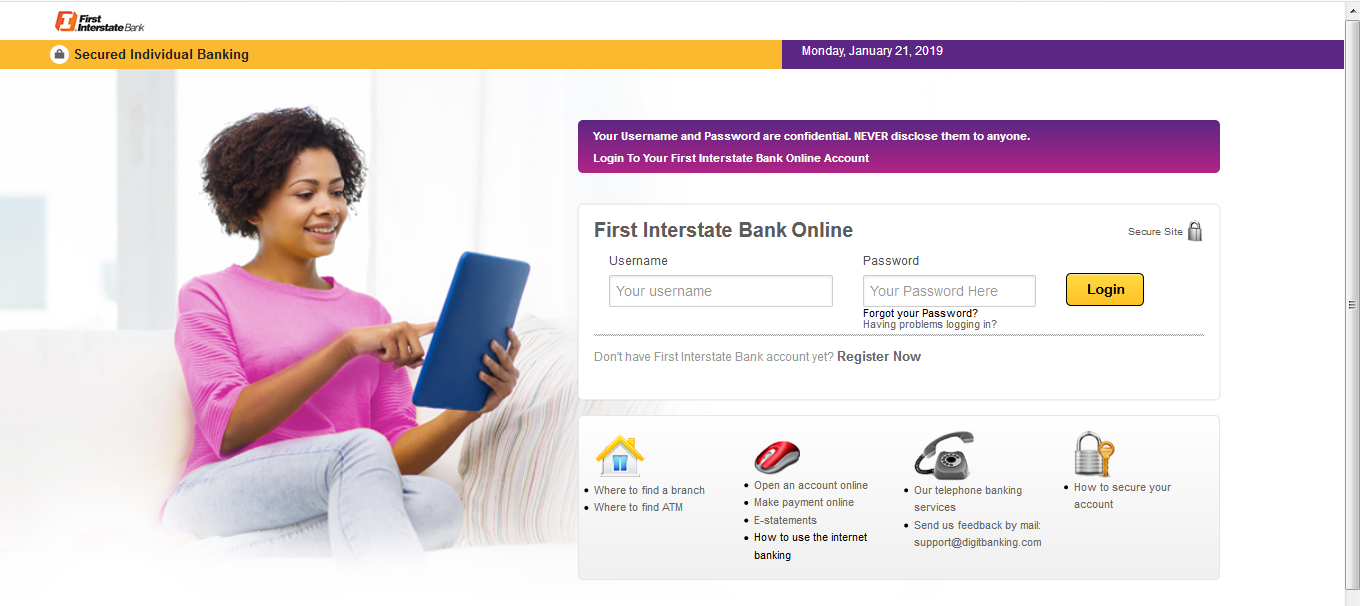 First
Interstate Bank
Secured Individual Banking
Monday, January 21, 2019
Your Username and Password are confidential. NEVER disclose them to anyone.
Login To Your First Interstate Bank Online Account
First Interstate Bank Online
Secure Site
Username
Password
Your username
Your Password Here
Login
Forgot your Password?
Having problems logging in?
Don't have First Interstate Bank account yet? Register Now
Where to find a branch
Where to find ATM
Open an account online
Make payment online
E-statements
How to use the internet
banking
Our telephone banking
services
Send us feedback by mail:
support@digitbanking.com
How to secure your
account